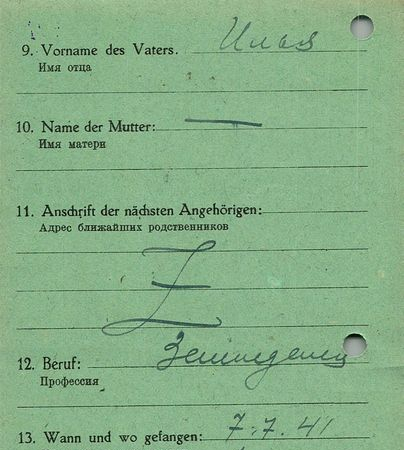 9. Vorname des Vaters. Илья
Имя отца
10. Name der Mutter: —
Имя матери
11. Anschrift der nächsten Angehörigen:
Адрес ближайших родственников
12. Beruf: Земледелец
Профессия
13. Wann und wo gefangen: 7.7.41